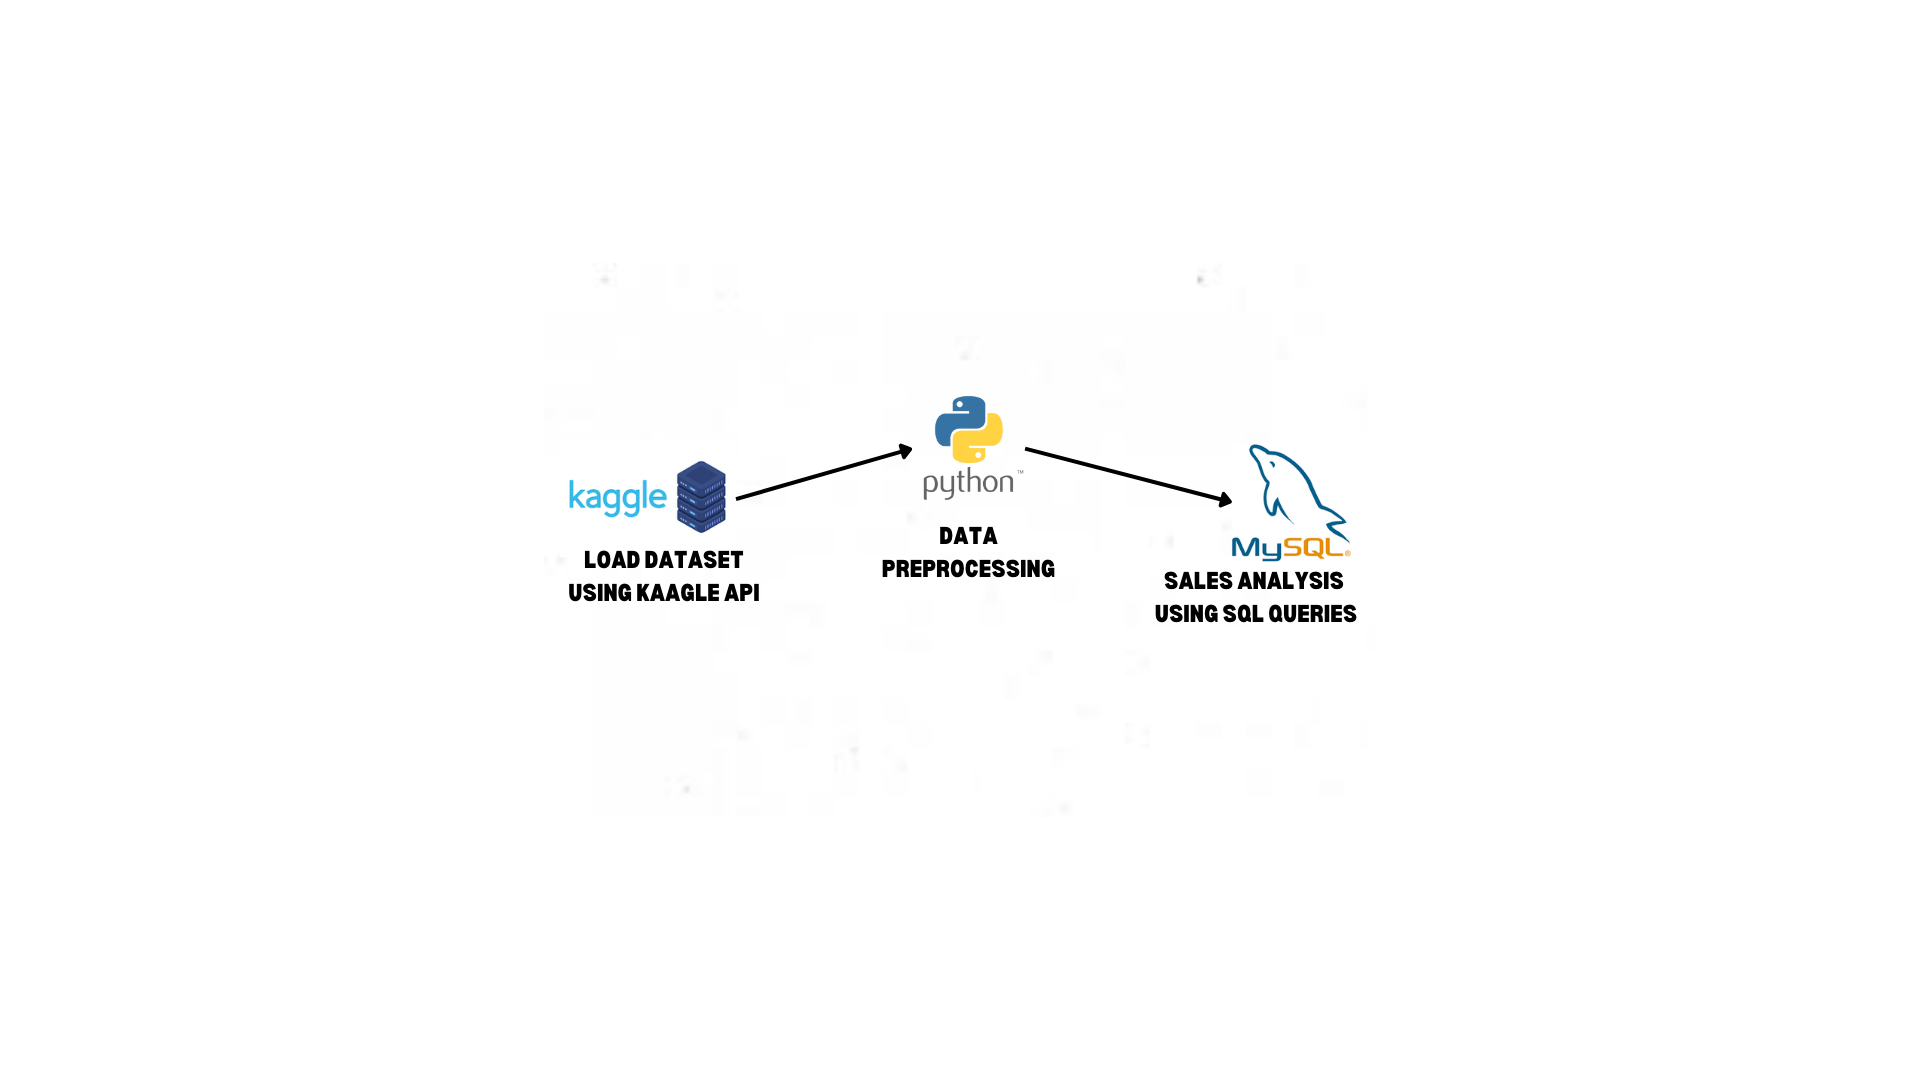 kaggle
LOAD DATASET
USING KAAGLE API
python™
DATA
PREPROCESSING
MySQL®
SALES ANALYSIS
USING SQL QUERIES